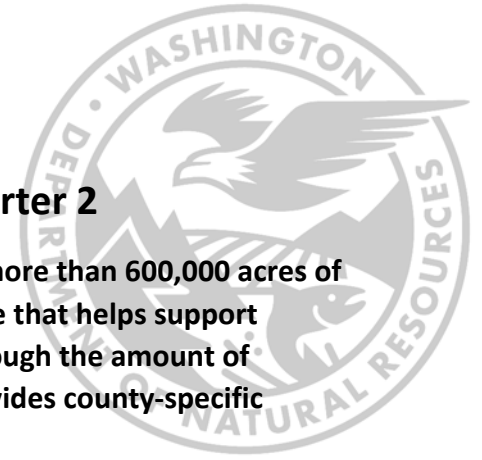 WASHINGTON
DEPARTMENT OF NATURAL RESOURCES
rter 2
more than 600,000 acres of
e that helps support
ough the amount of
vides county-specific